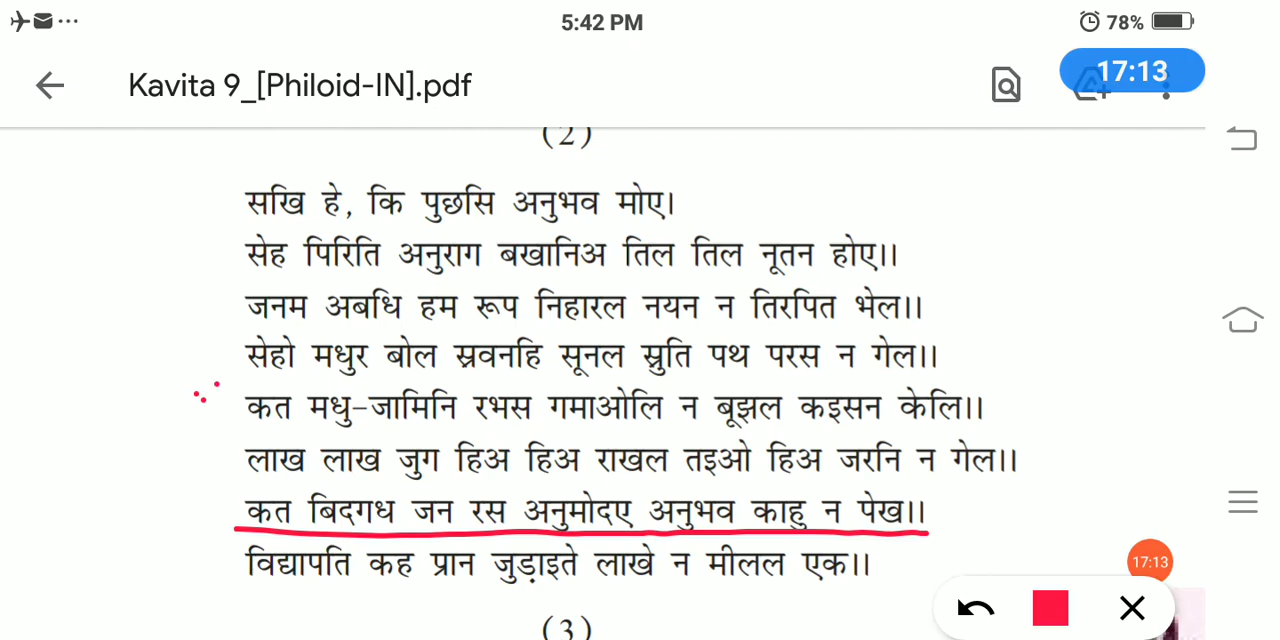 5:42 PM
78%
Kavita 9_[Philoid-IN].pdf
17:13
(2)
सखि हे, कि पुछसि अनुभव मोए।
सेह पिरिति अनुराग बखानिअ तिल तिल नूतन होए।।
जनम अबधि हम रूप निहारल नयन न तिरपित भेल।।
सेहो मधुर बोल स्रवनहि सूनल स्रुति पथ परस न गेल।।
कत मधु-जामिनि रभस गमाओलि न बूझल कइसन केलि।।
लाख लाख जुग हिअ हिअ राखल तइओ हिअ जरनि न गेल।।
कत बिदगध जन रस अनुमोदए अनुभव काहु न पेख।।
विद्यापति कह प्रान जुड़ाइते लाखे न मीलल एक।।
17:13
(3)